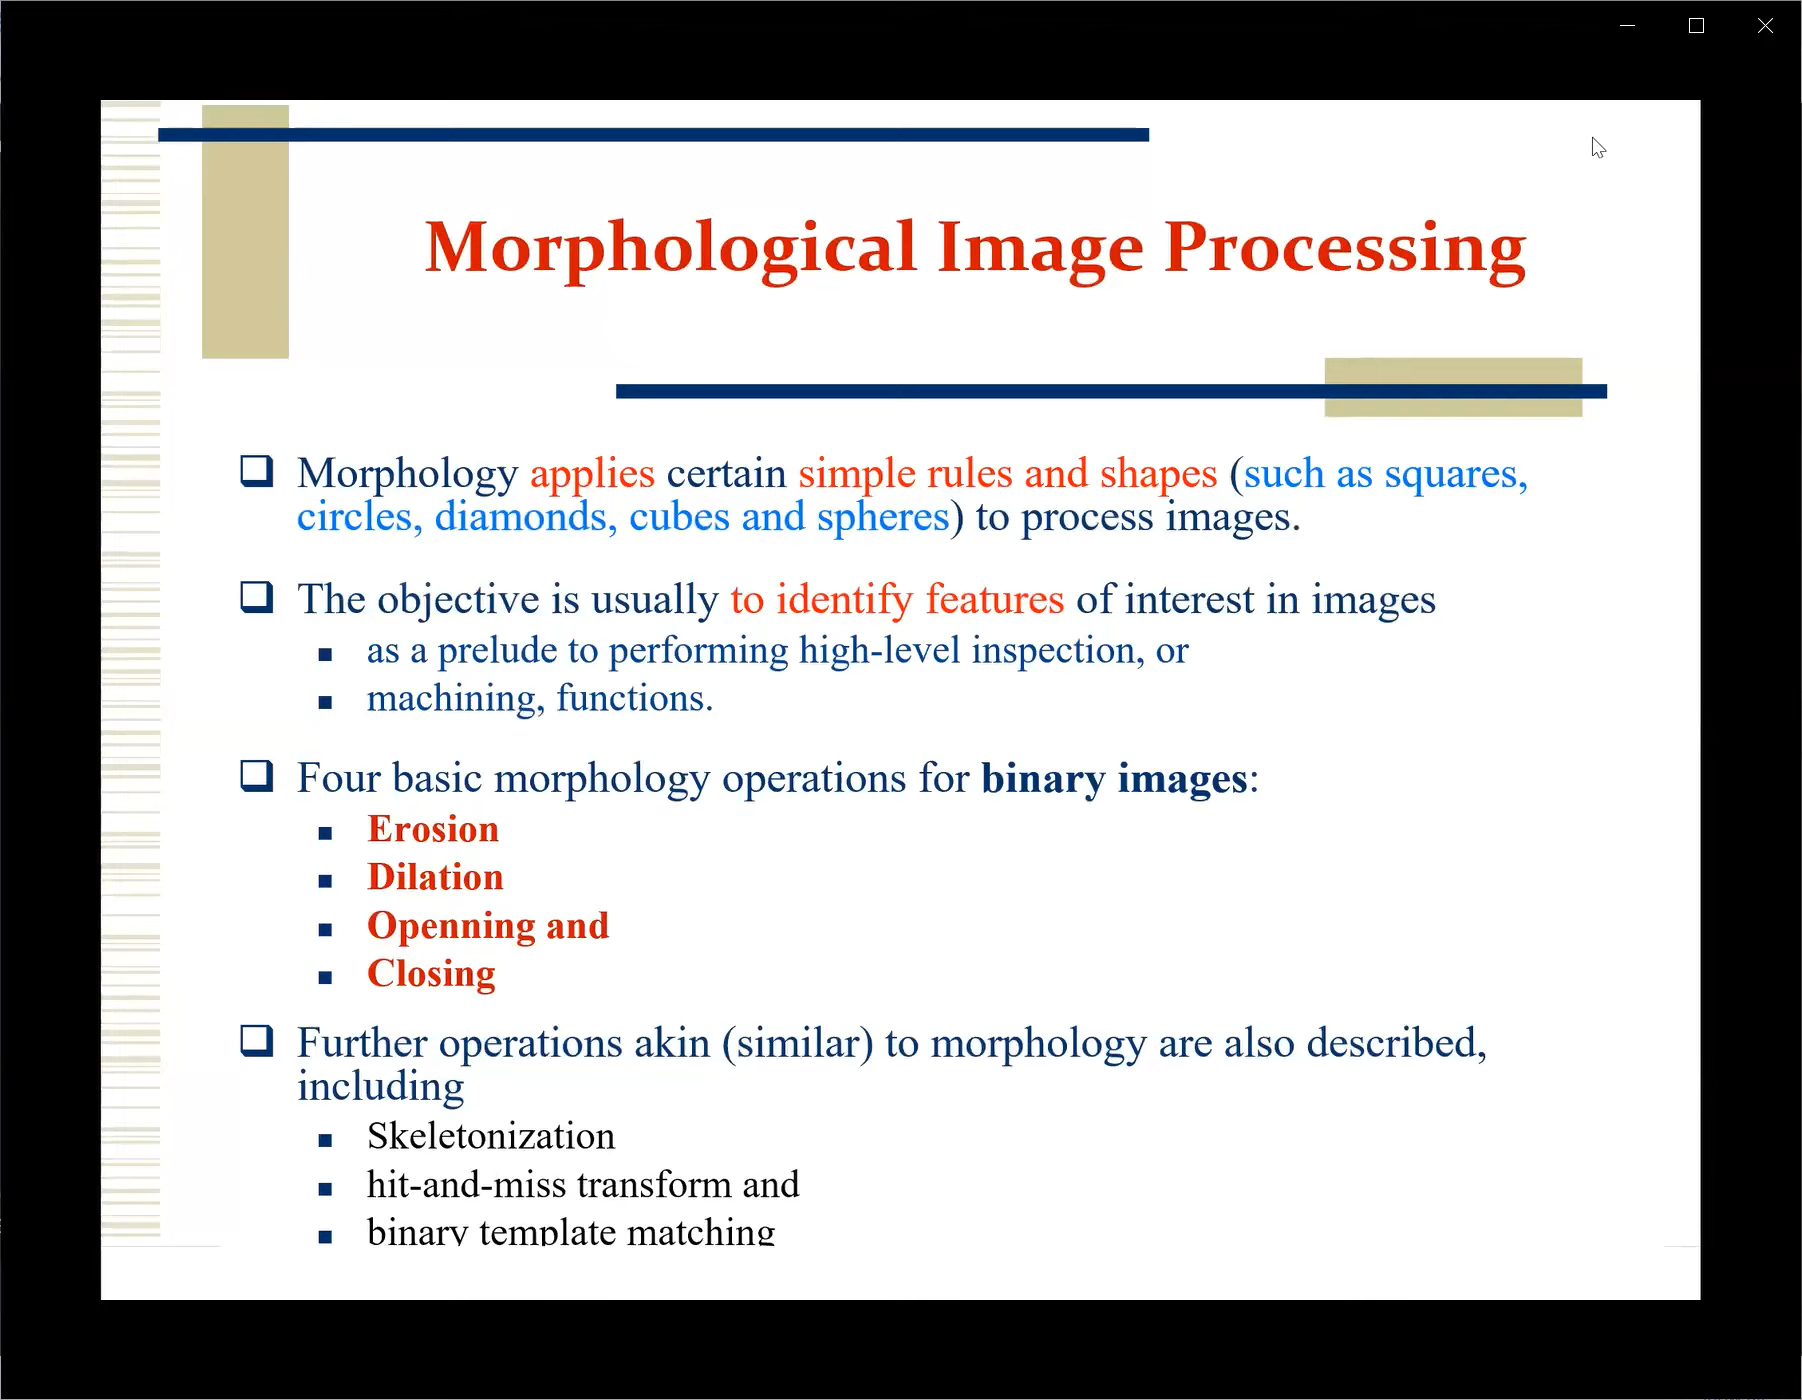 Morphological Image Processing
Morphology applies certain simple rules and shapes (such as squares,
circles, diamonds, cubes and spheres) to process images.
The objective is usually to identify features of interest in images
as a prelude to performing high-level inspection, or
machining, functions.
Four basic morphology operations for binary images:
Erosion
Dilation
Openning and
Closing
Further operations akin (similar) to morphology are also described,
including
Skeletonization
hit-and-miss transform and
binary template matching